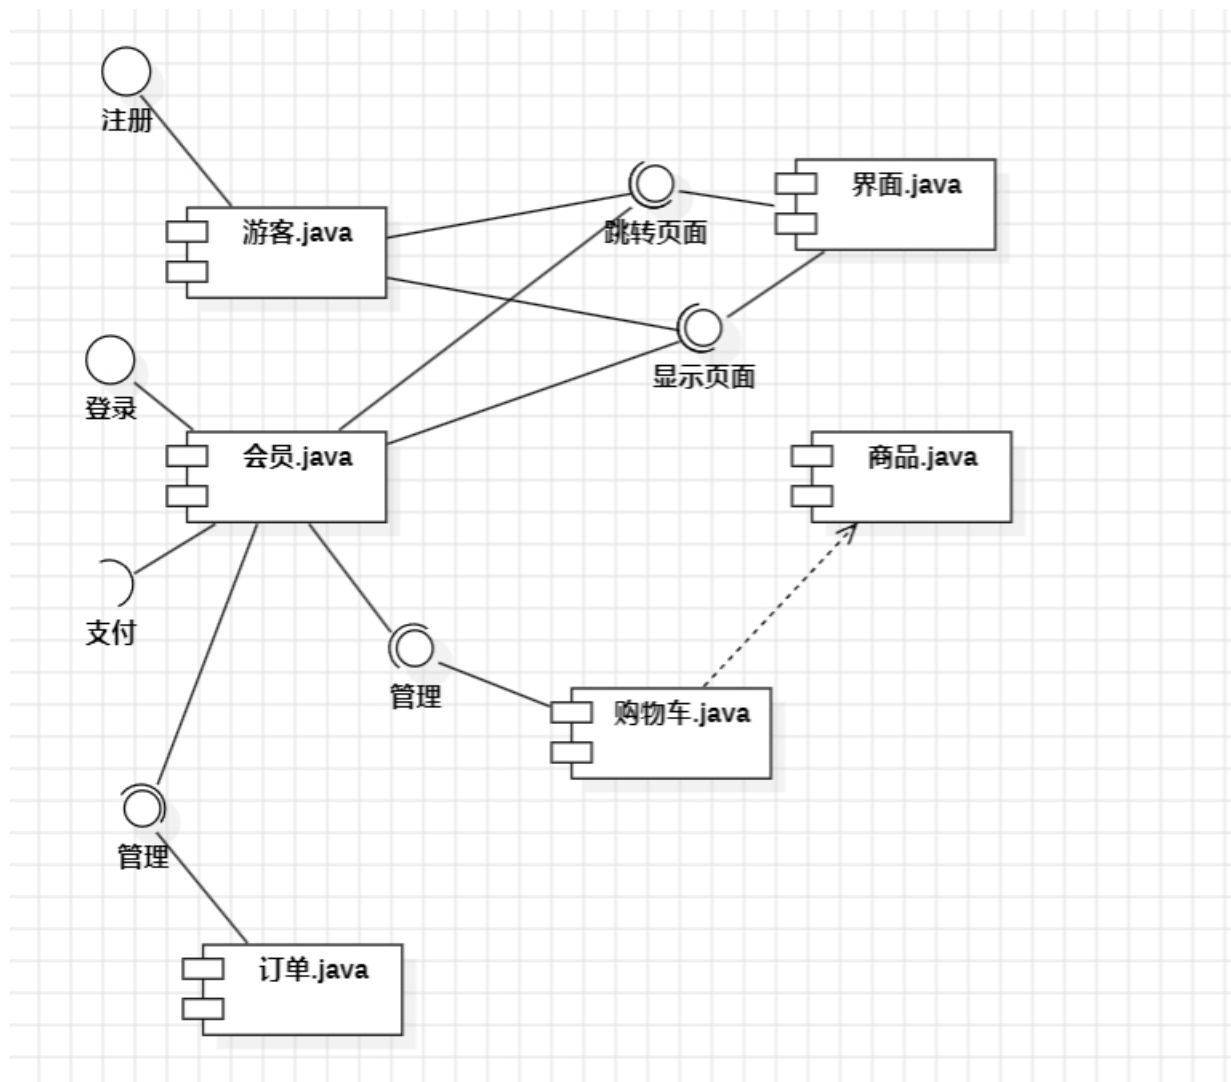 注册
界面.java
游客.java
跳转页面
显示页面
登录
会员.java
商品.java
支付
管理
购物车.java
管理
订单.java